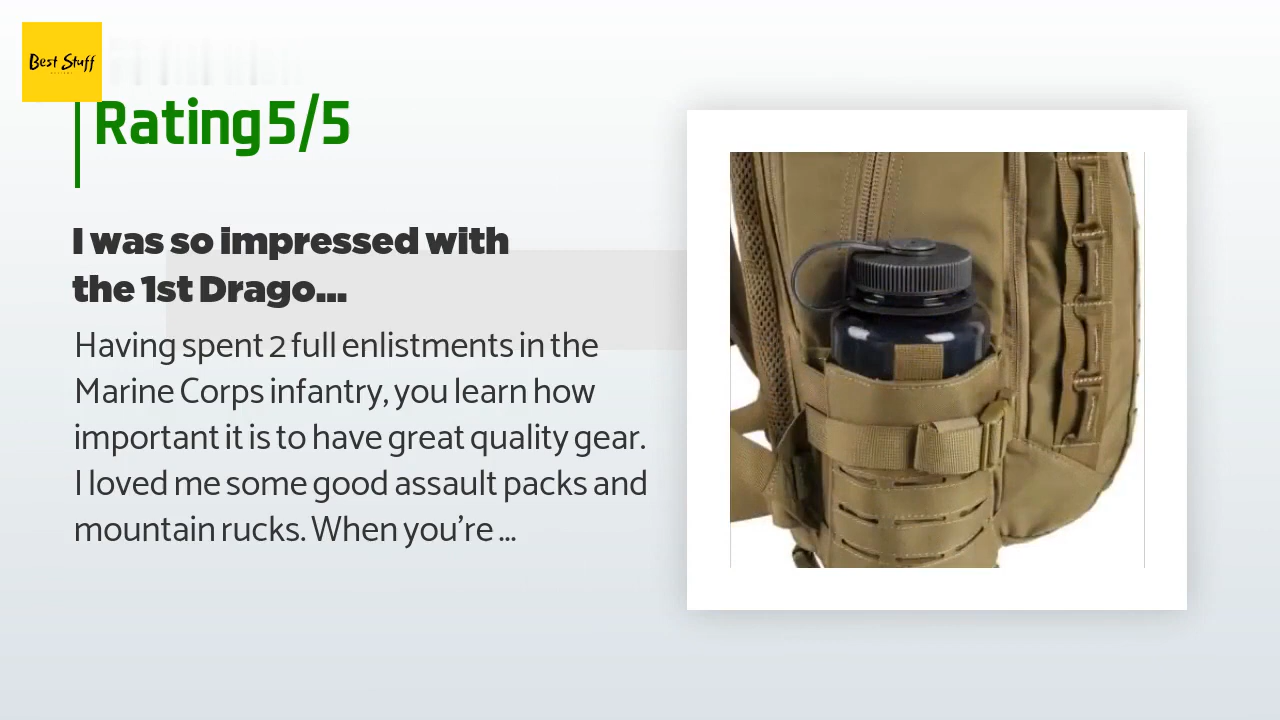 Best Stuff
Rating 5/5
I was so impressed with
the 1st Drago...
Having spent 2 full enlistments in the
Marine Corps infantry, you learn how
important it is to have great quality gear.
I loved me some good assault packs and
mountain rucks. When you're ...